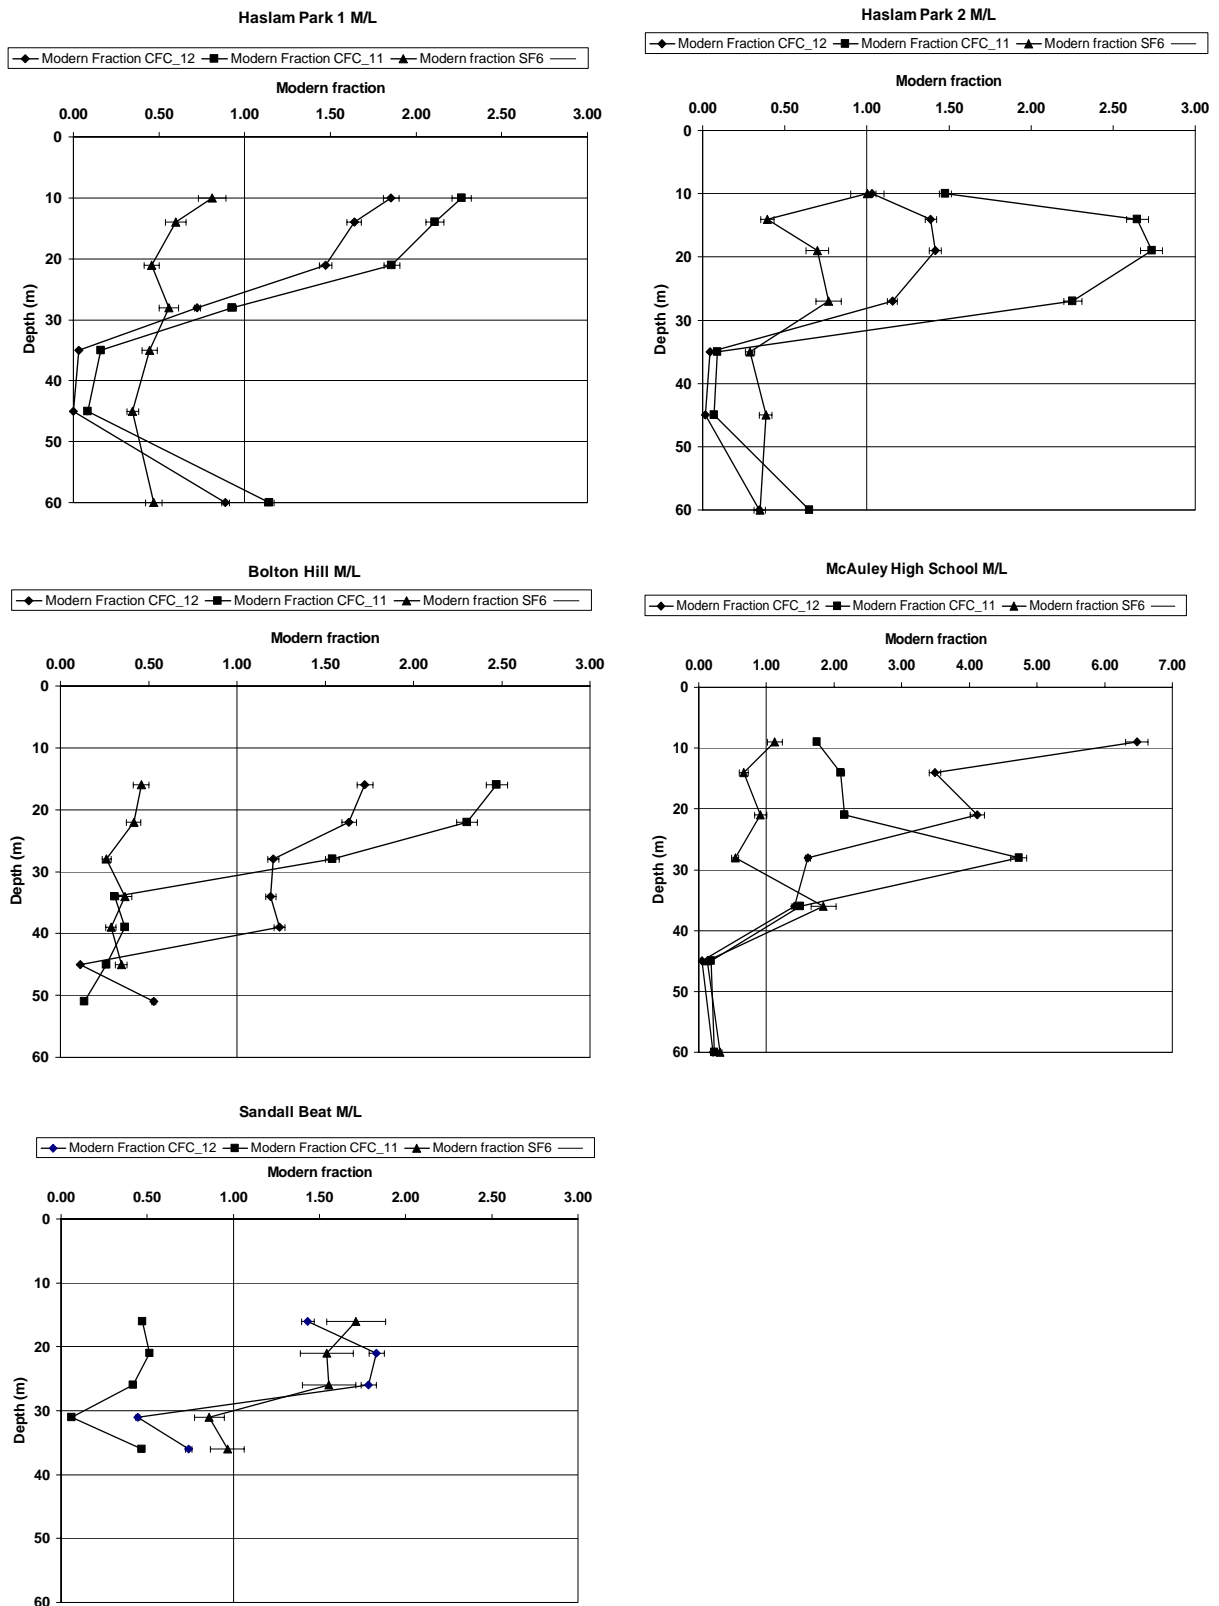 Haslam Park 1 M/L
Modern Fraction CFC_12 Modern Fraction CFC_11 Modern fraction SF6
Modern fraction
0.00 0.50 1.00 1.50 2.00 2.50 3.00
0
10
20
30
40
50
60
Depth (m)
Haslam Park 2 M/L
Modern Fraction CFC_12 Modern Fraction CFC_11 Modern fraction SF6
Modern fraction
0.00 0.50 1.00 1.50 2.00 2.50 3.00
0
10
20
30
40
50
60
Depth (m)
Bolton Hill M/L
Modern Fraction CFC_12 Modern Fraction CFC_11 Modern fraction SF6
Modern fraction
0.00 0.50 1.00 1.50 2.00 2.50 3.00
0
10
20
30
40
50
60
Depth (m)
McAuley High School M/L
Modern Fraction CFC_12 Modern Fraction CFC_11 Modern fraction SF6
Modern fraction
0.00 1.00 2.00 3.00 4.00 5.00 6.00 7.00
0
10
20
30
40
50
60
Depth (m)
Sandall Beat M/L
Modern Fraction CFC_12 Modern Fraction CFC_11 Modern fraction SF6
Modern fraction
0.00 0.50 1.00 1.50 2.00 2.50 3.00
0
10
20
30
40
50
60
Depth (m)